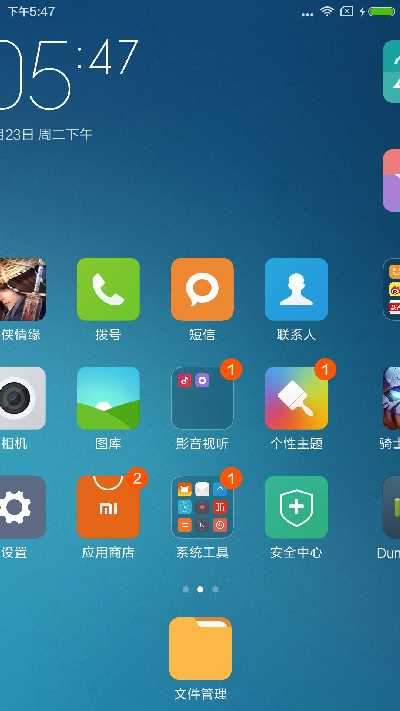 下午5:47
05:47
月23日 周二下午
侠情缘
拨号
短信
联系人
相机
图库
1
影音视听
1
个性主题
骑士
设置
2
mi
应用商店
1
系统工具
安全中心
Dun
文件管理